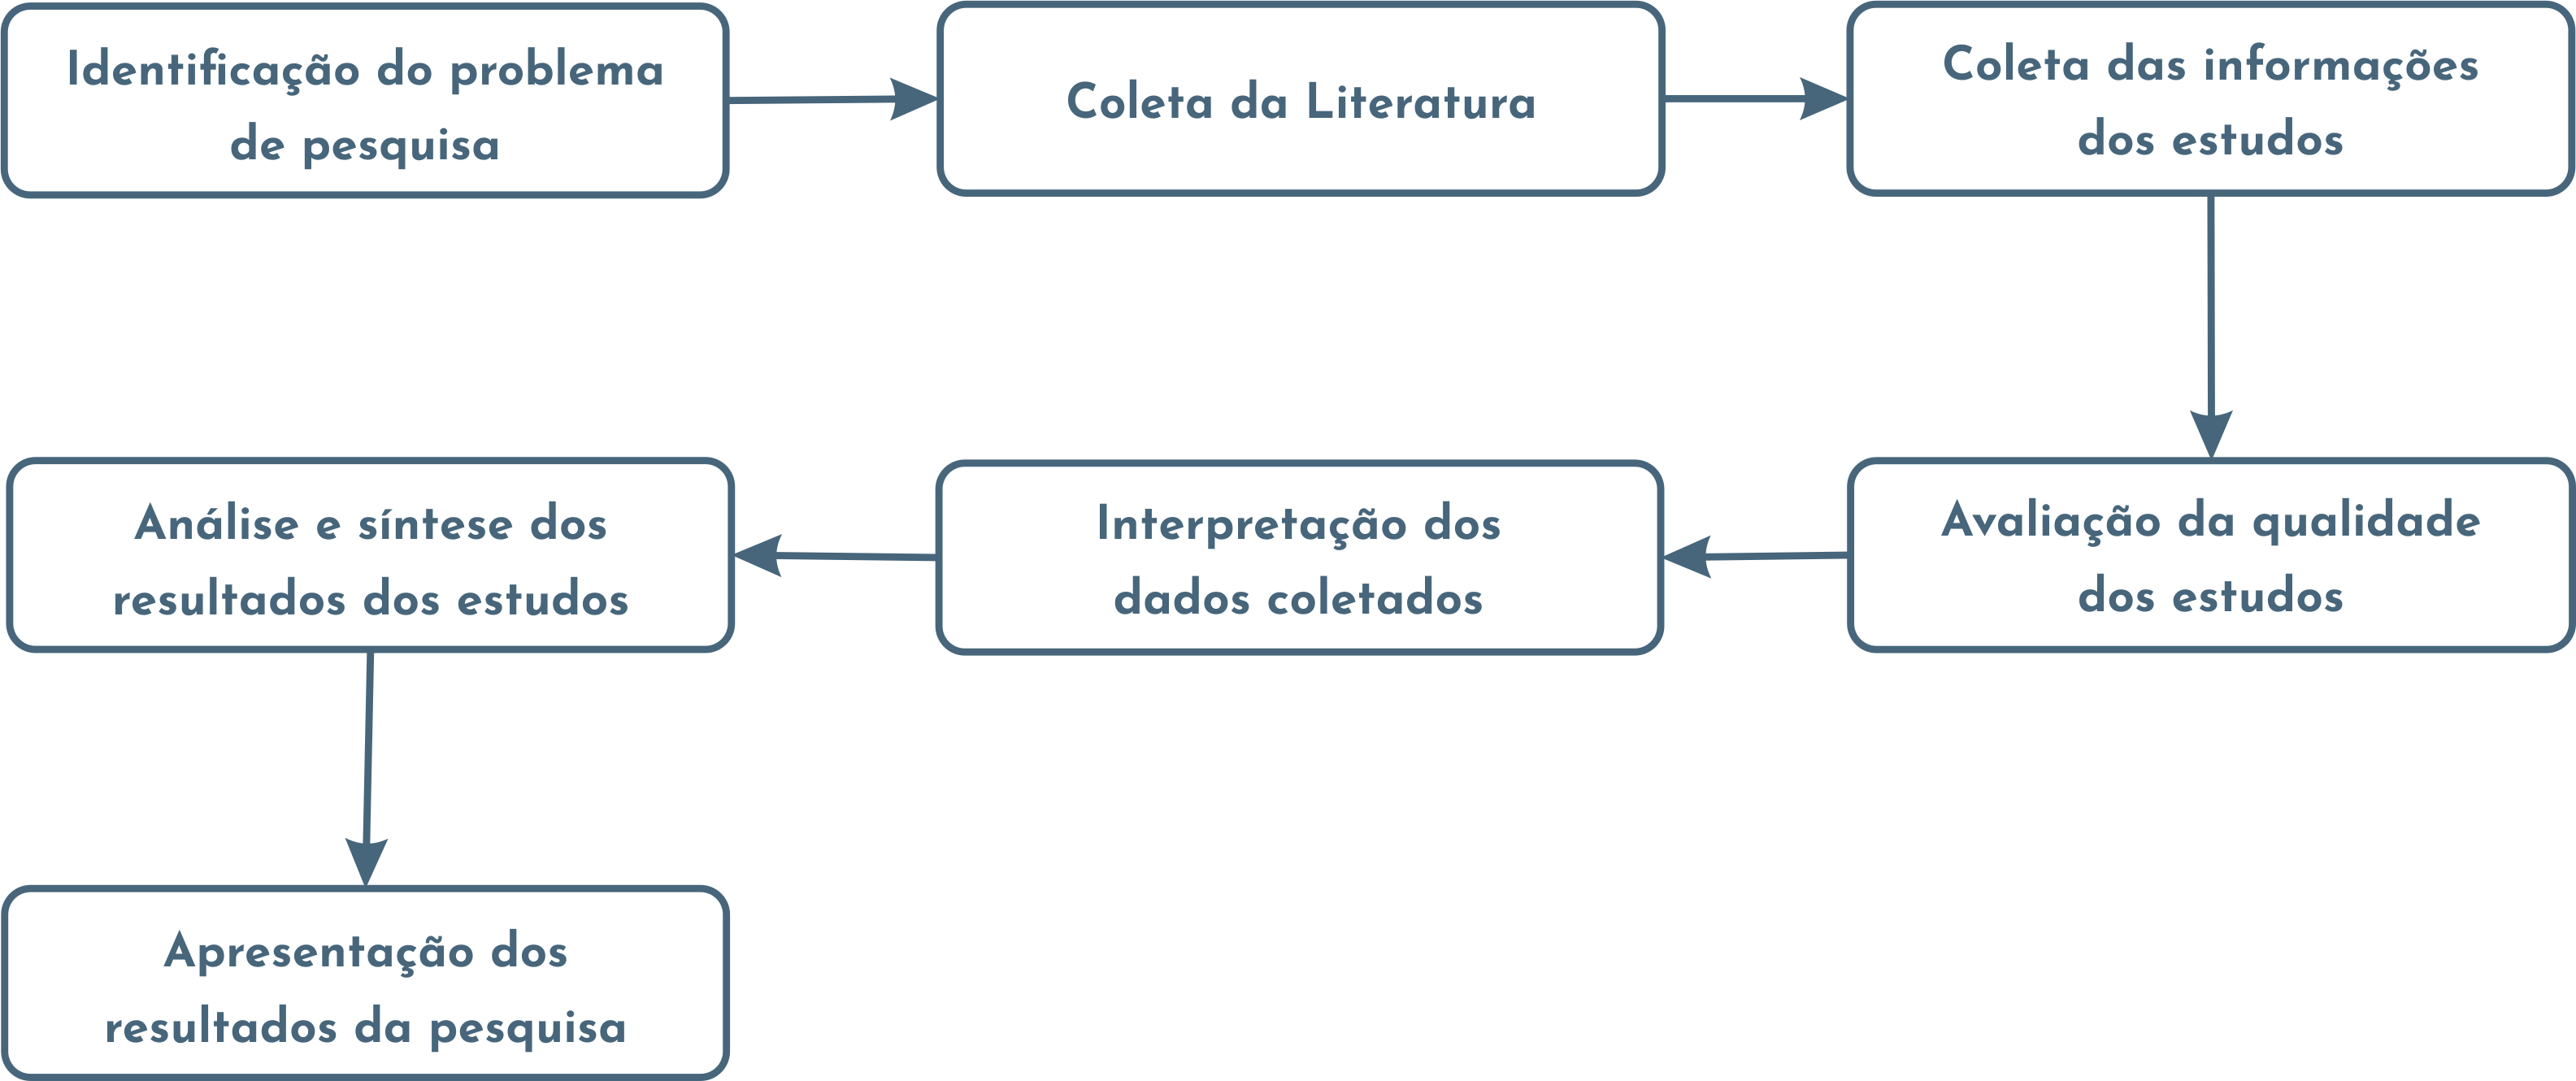 Identificação do problema
de pesquisa
Coleta da Literatura
Coleta das informações
dos estudos
Avaliação da qualidade
dos estudos
Interpretação dos
dados coletados
Análise e síntese dos
resultados dos estudos
Apresentação dos
resultados da pesquisa